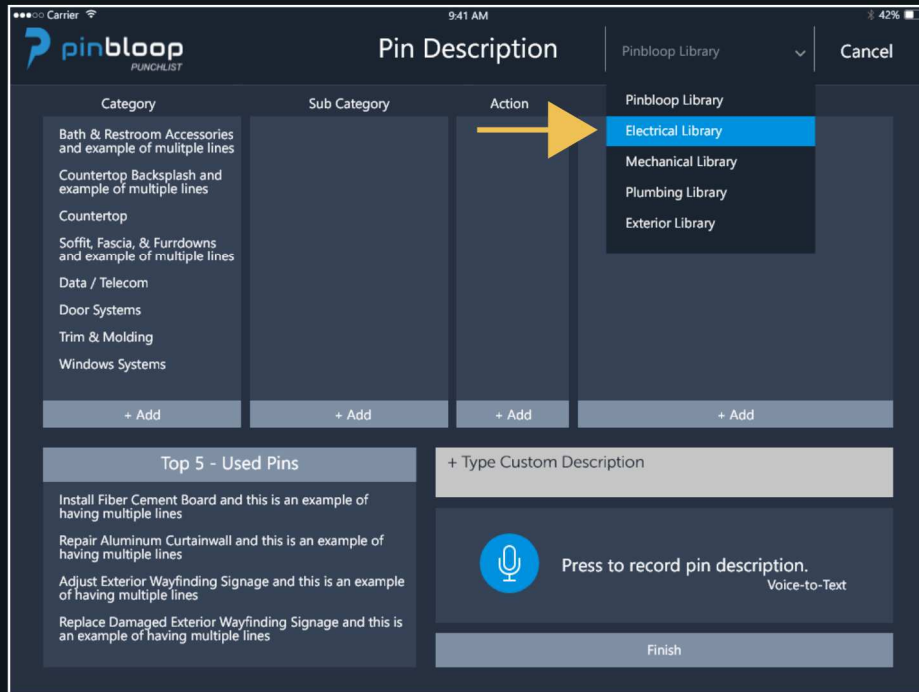 Carrier
9:41 AM
42%
pinbloop
PUNCHLIST
Pin Description
Pinbloop Library
Cancel
Category
Sub Category
Action
Pinbloop Library
Electrical Library
Mechanical Library
Plumbing Library
Exterior Library
Bath & Restroom Accessories
and example of mulitple lines
Countertop Backsplash and
example of multiple lines
Countertop
Soffit, Fascia, & Furrdowns
and example of multiple lines
Data / Telecom
Door Systems
Trim & Molding
Windows Systems
+ Add
+ Add
+ Add
+ Add
Top 5 - Used Pins
Install Fiber Cement Board and this is an example of
having multiple lines
Repair Aluminum Curtainwall and this is an example of
having multiple lines
Adjust Exterior Wayfinding Signage and this is an example
of having multiple lines
Replace Damaged Exterior Wayfinding Signage and this is
an example of having multiple lines
+ Type Custom Description
Press to record pin description.
Voice-to-Text
Finish